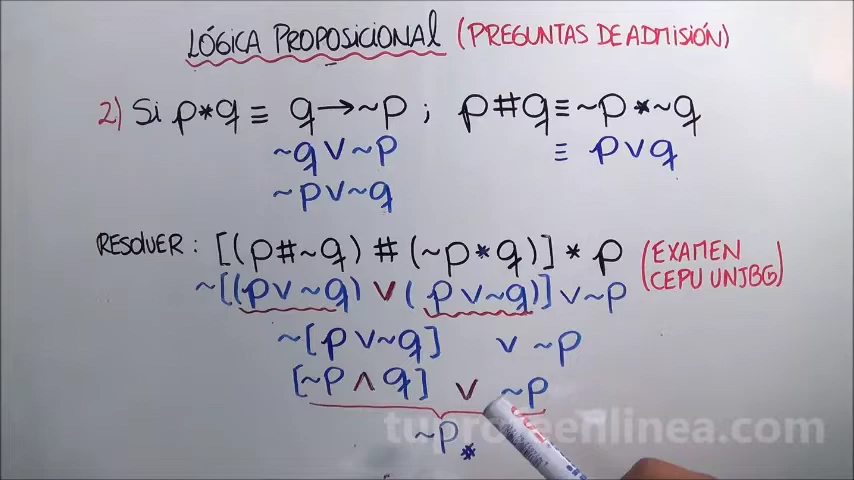 LÓGICA PROPOSICIONAL (PREGUNTAS DE ADMISIÓN)
2) Si p*q ≡ q→~p ; p#q≡~p*~q
~q∨~p ≡ p∨q
~p∨~q
RESOLVER : [(p#~q) # (~p*q)] * p (EXAMEN
CEPU UNJBG)
~[(p∨~q) ∨ (p∨~q)] ∨~p
~[p∨~q] ∨ ~p
[~p∧q] ∨ ~p
tuprofeenlinea.com
~p*